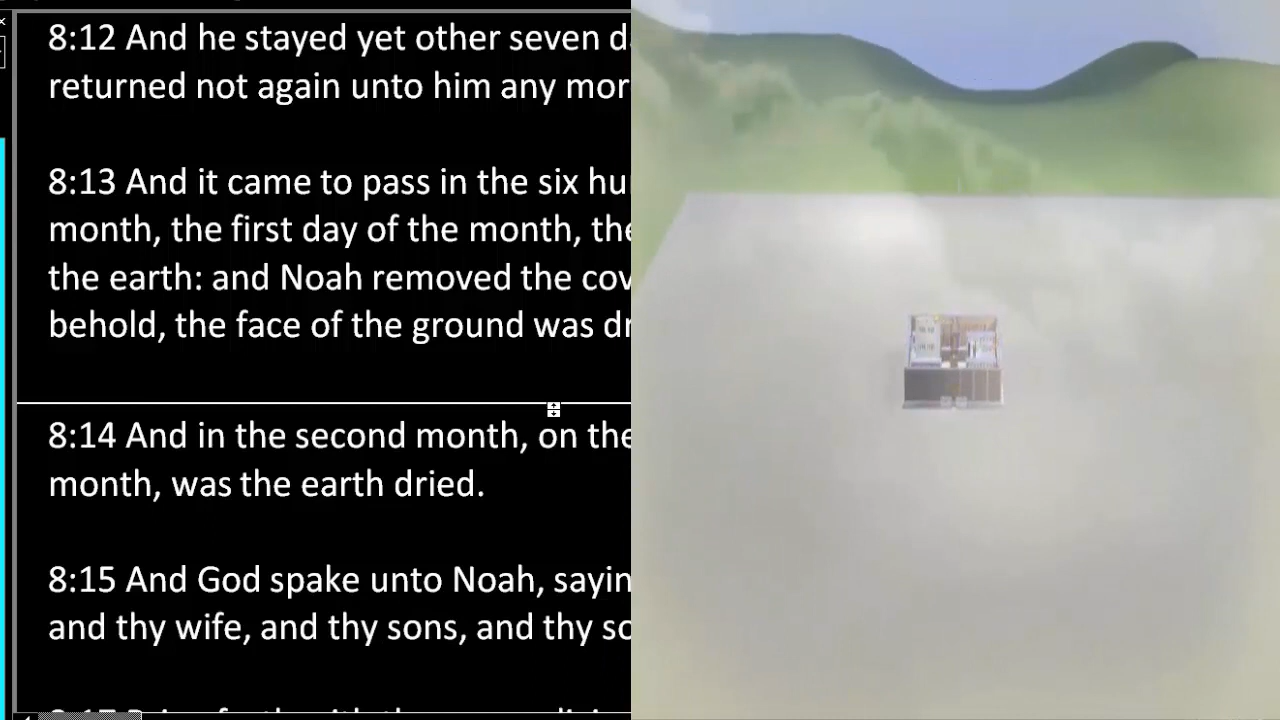 8:12 And he stayed yet other seven d
returned not again unto him any mor
8:13 And it came to pass in the six hu
month, the first day of the month, the
the earth: and Noah removed the cov
behold, the face of the ground was dr
8:14 And in the second month, on the
month, was the earth dried.
8:15 And God spake unto Noah, sayin
and thy wife, and thy sons, and thy so